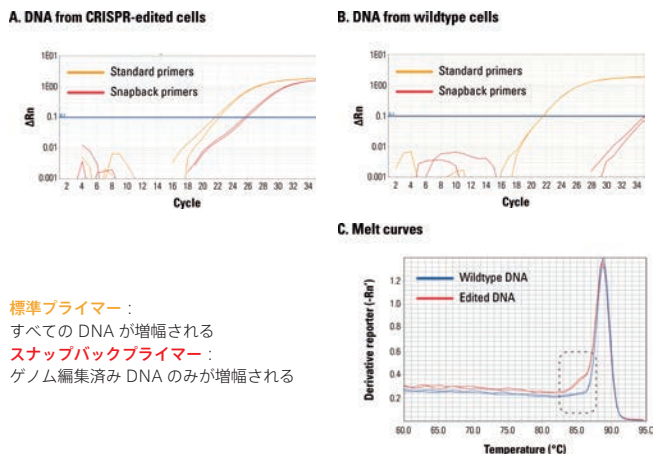 A. DNA from CRISPR-edited cells
1E01
1E00
0.1
0.01
0.001
ΔRn
Standard primers
Snapback primers
2 4 6 8 10 12 14 16 18 20 22 24 26 28 30 32 34
Cycle
B. DNA from wildtype cells
1E01
1E00
0.1
0.01
0.001
ΔRn
Standard primers
Snapback primers
2 4 6 8 10 12 14 16 18 20 22 24 26 28 30 32 34
Cycle
C. Melt curves
1.2
1.0
0.8
0.6
0.4
0.2
Derivative reporter (-Rn')
Wildtype DNA
Edited DNA
60.0 65.0 70.0 75.0 80.0 85.0 90.0 95.0
Temperature (°C)
標準プライマー：
すべての DNA が増幅される
スナップバックプライマー：
ゲノム編集済み DNA のみが増幅される